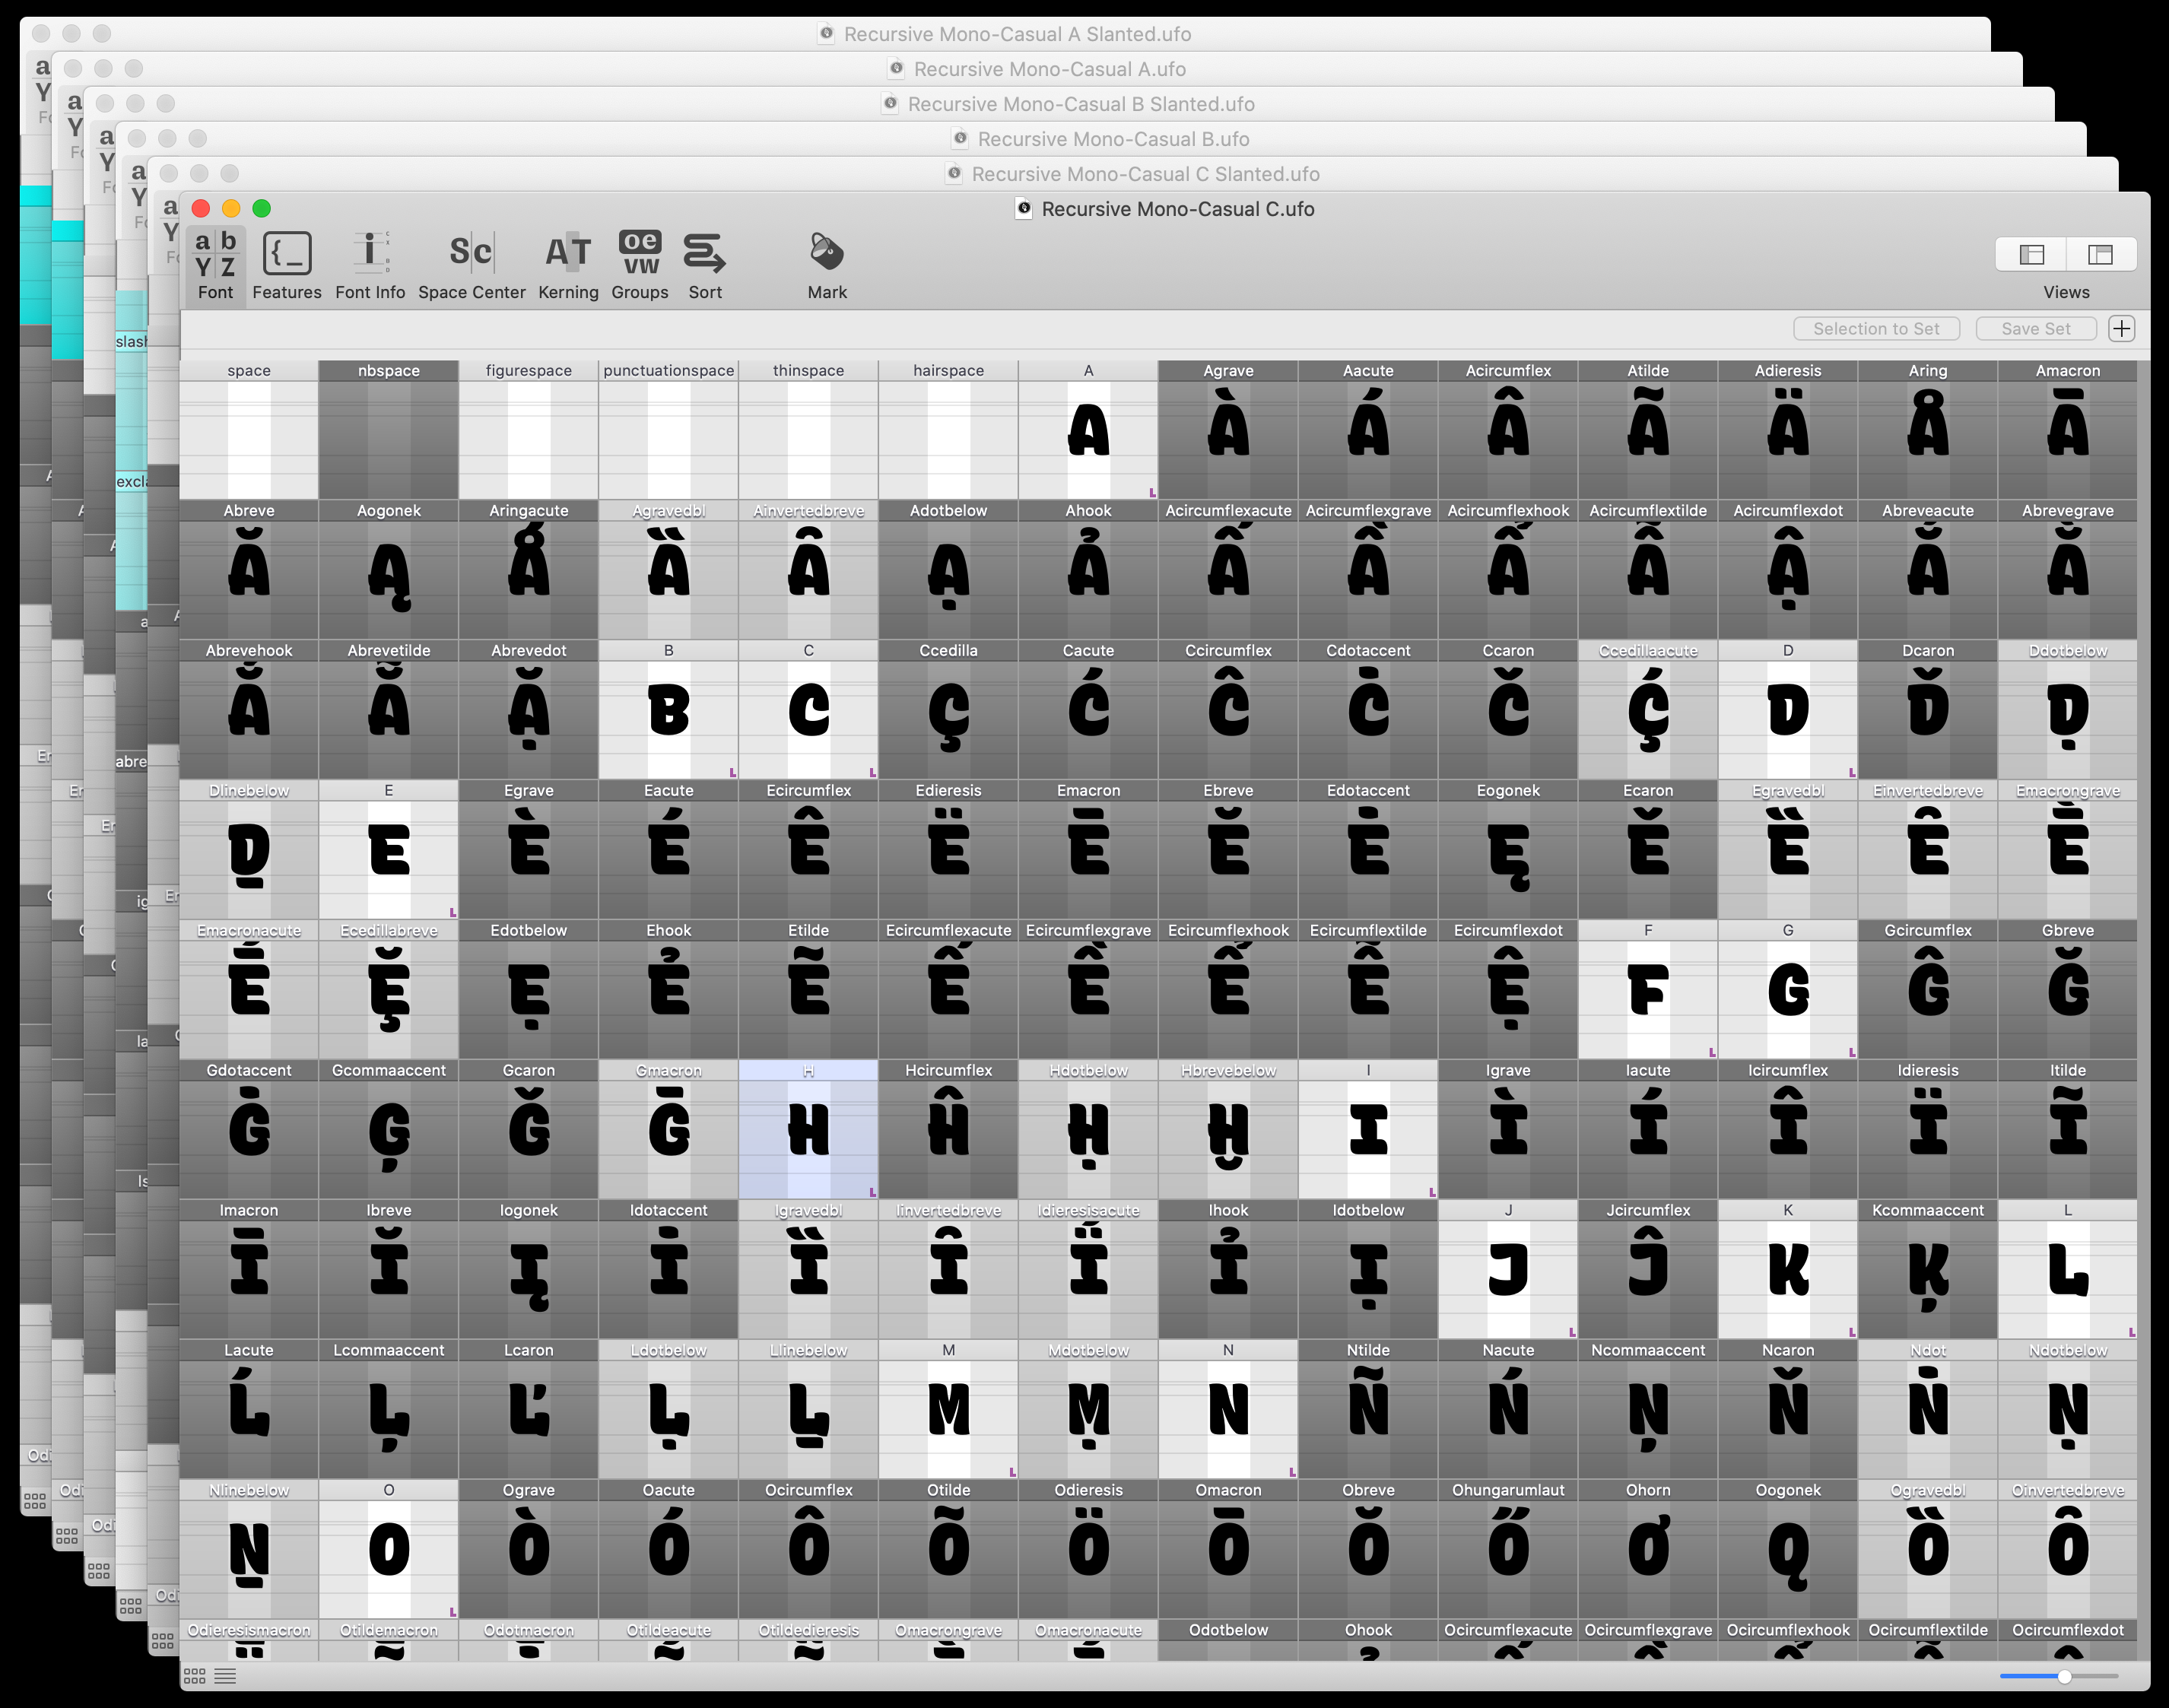 Recursive Mono-Casual A Slanted.ufo
Recursive Mono-Casual A.ufo
Recursive Mono-Casual B Slanted.ufo
Recursive Mono-Casual B.ufo
Recursive Mono-Casual C Slanted.ufo
Recursive Mono-Casual C.ufo
a b Y Z {_ i Sc AT oe vw
Font Features Font Info Space Center Kerning Groups Sort Mark Views
Selection to Set Save Set
space nbspace figurespace punctuationspace thinspace hairspace A Agrave Aacute Acircumflex Atilde Adieresis Aring Amacron
A À Á Â Ã Ä Å Ā
Abreve Aogonek Aringacute Agravedbl Ainvertedbreve Adotbelow Ahook Acircumflexacute Acircumflexgrave Acircumflexhook Acircumflextilde Acircumflexdot Abreveacute Abrevegrave
Ă Ą Ǻ Ȁ Ȃ Ạ Ả Ấ Ầ Ẩ Ẫ Ậ Ắ Ằ
Abrevehook Abrevetilde Abrevedot B C Ccedilla Cacute Ccircumflex Cdotaccent Ccaron Ccedillaacute D Dcaron Ddotbelow
Ẳ Ẵ Ặ B C Ç Ć Ĉ Ċ Č Ḉ D Ď Ḍ
Dlinebelow E Egrave Eacute Ecircumflex Edieresis Emacron Ebreve Edotaccent Eogonek Ecaron Egravedbl Einvertedbreve Emacrongrave
Ḏ E È É Ê Ë Ē Ĕ Ė Ę Ě Ȅ Ȇ Ḕ
Emacronacute Ecedillabreve Edotbelow Ehook Etilde Ecircumflexacute Ecircumflexgrave Ecircumflexhook Ecircumflextilde Ecircumflexdot F G Gcircumflex Gbreve
Ḗ Ḝ Ẹ Ẻ Ẽ Ế Ề Ể Ễ Ệ F G Ĝ Ğ
Gdotaccent Gcommaaccent Gcaron Gmacron H Hcircumflex Hdotbelow Hbrevebelow I Igrave Iacute Icircumflex Idieresis Itilde
Ġ Ģ Ǧ Ḡ H Ĥ Ḥ Ḫ I Ì Í Î Ï Ĩ
Imacron Ibreve Iogonek Idotaccent Igravedbl Iinvertedbreve Idieresisacute Ihook Idotbelow J Jcircumflex K Kcommaaccent L
Ī Ĭ Į İ Ȉ Ȋ Ḯ Ỉ Ị J Ĵ K Ķ L
Lacute Lcommaaccent Lcaron Ldotbelow Llinebelow M Mdotbelow N Ntilde Nacute Ncommaaccent Ncaron Ndot Ndotbelow
Ĺ Ļ Ľ Ḷ Ḻ M Ṃ N Ñ Ń Ņ Ň Ṅ Ṇ
Nlinebelow O Ograve Oacute Ocircumflex Otilde Odieresis Omacron Obreve Ohungarumlaut Ohorn Oogonek Ogravedbl Oinvertedbreve
Ṉ O Ò Ó Ô Õ Ö Ō Ŏ Ő Ơ Ǫ Ȍ Ȏ
Odieresismacron Otildemacron Odotmacron Otildeacute Otildedieresis Omacrongrave Omacronacute Odotbelow Ohook Ocircumflexacute Ocircumflexgrave Ocircumflexhook Ocircumflextilde Ocircumflexdot